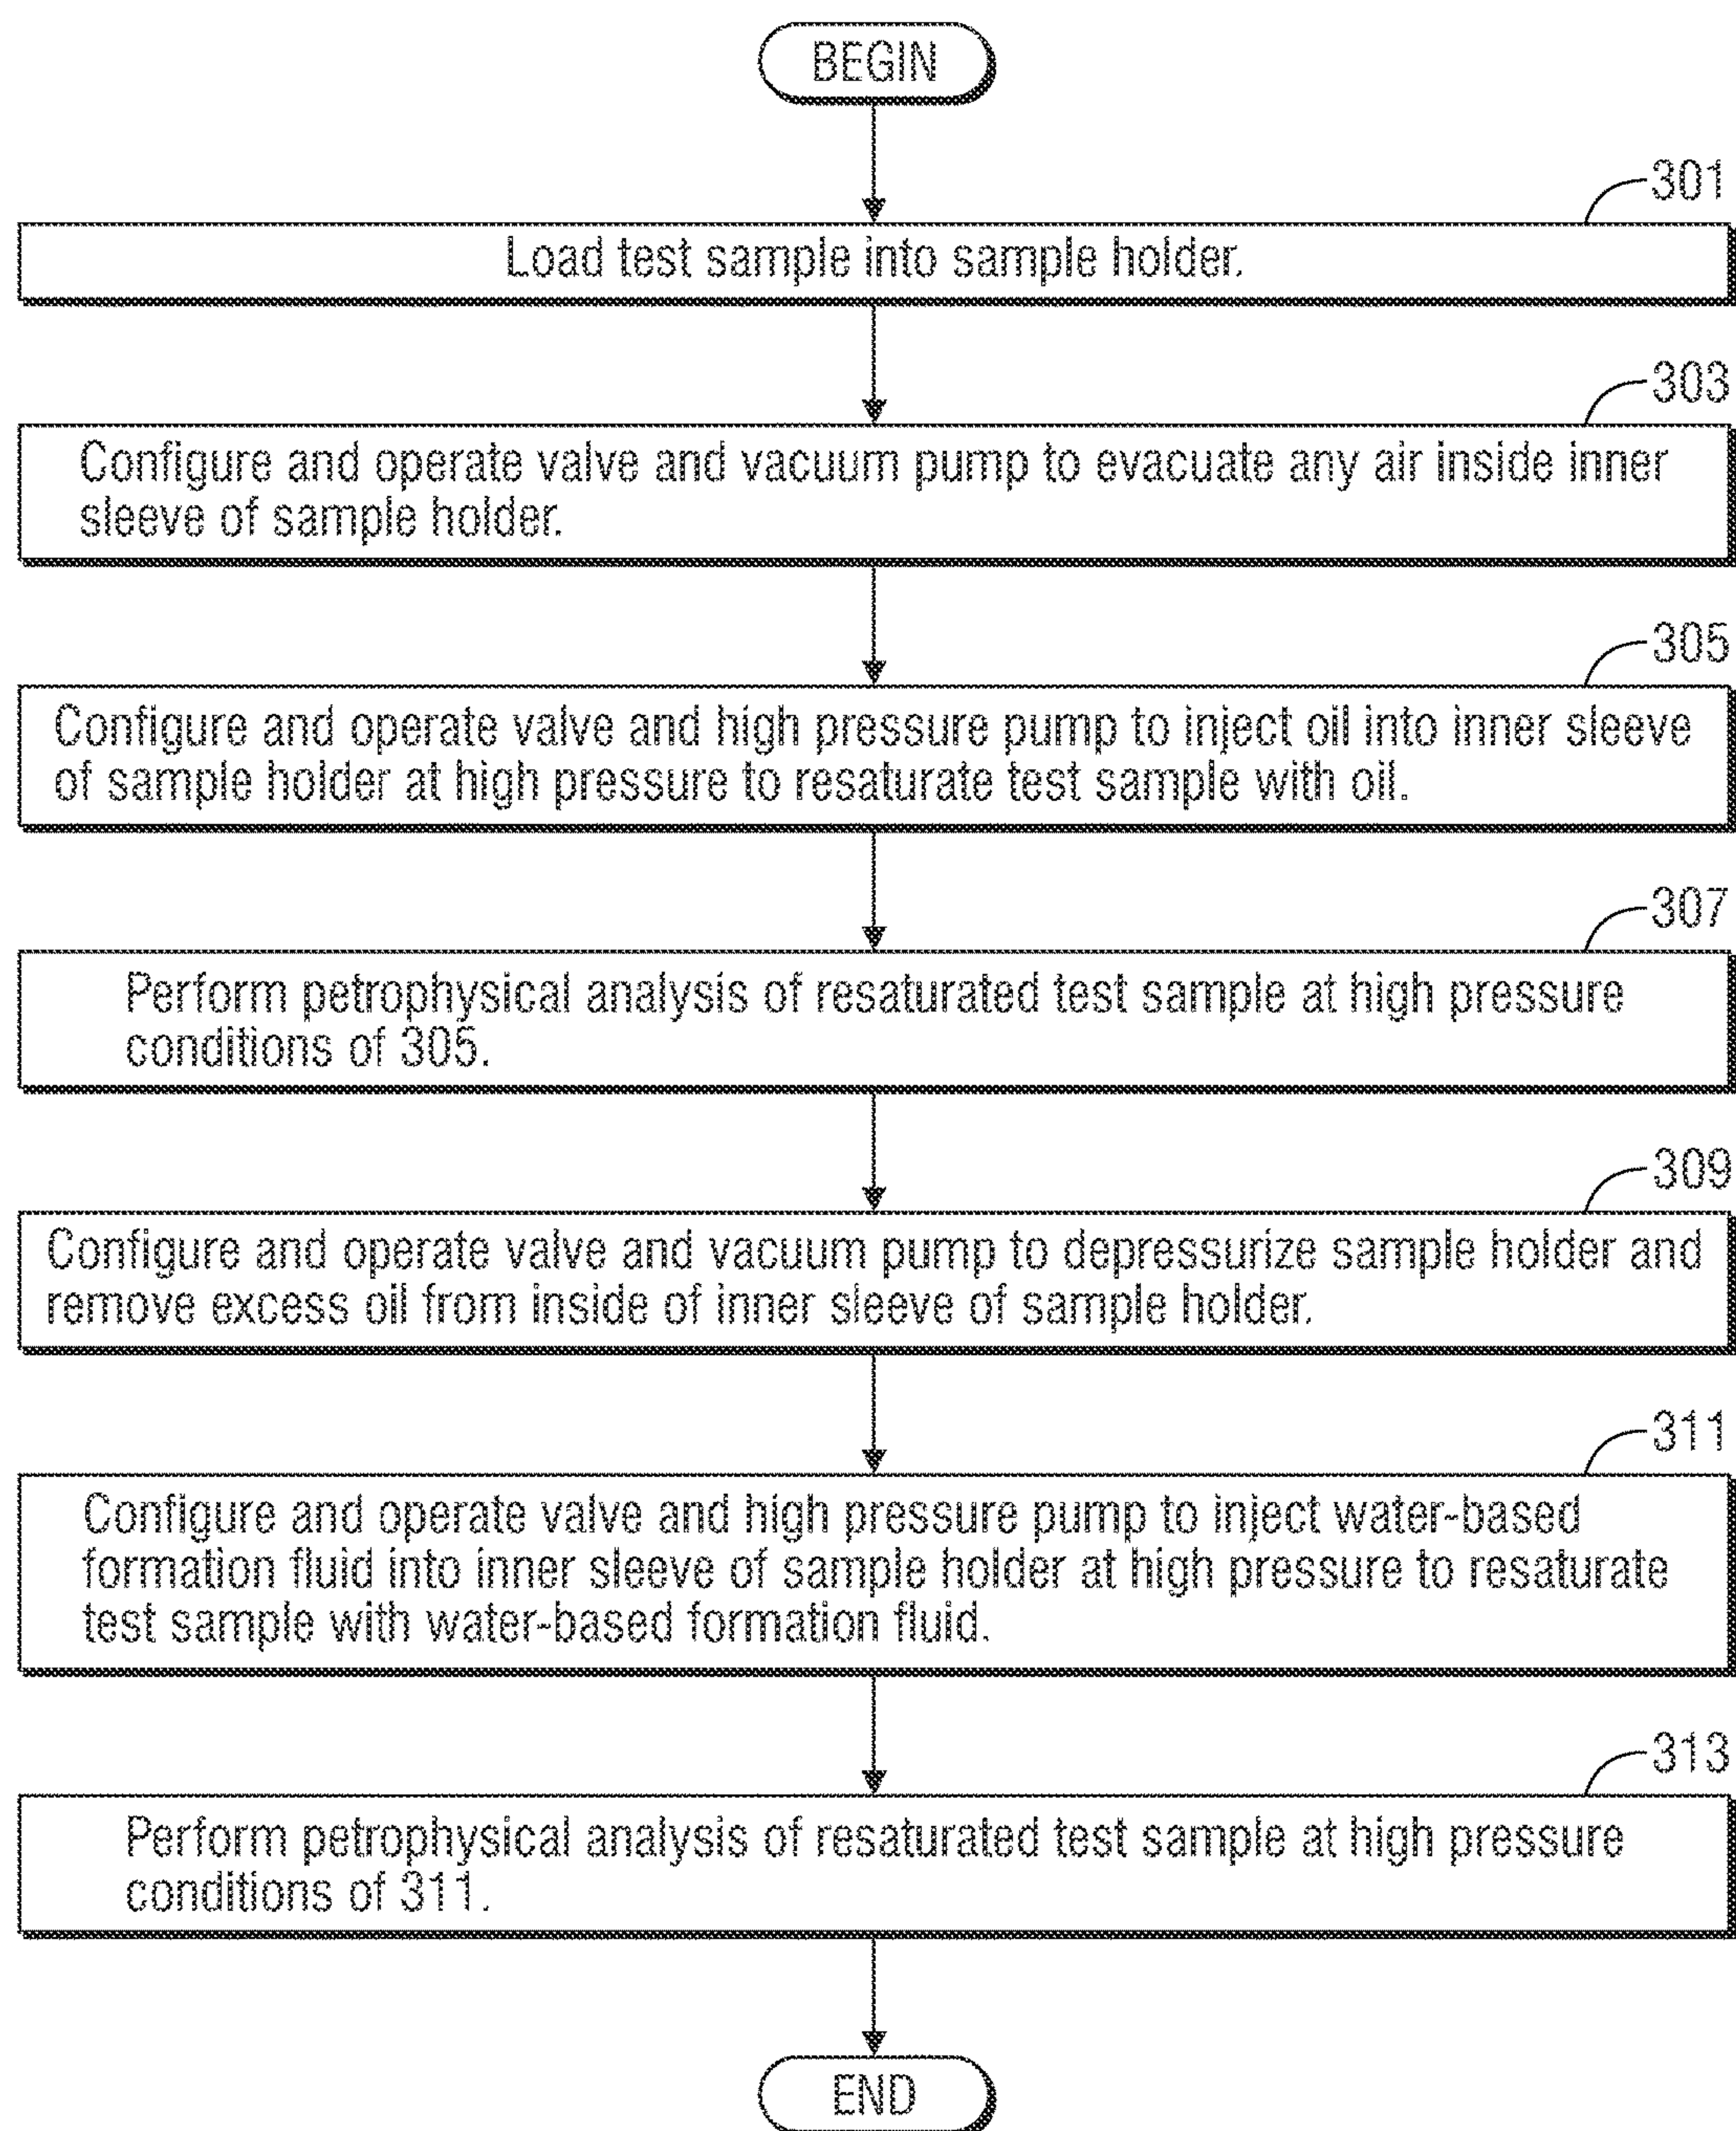 BEGIN
301
Load test sample into sample holder.
303
Configure and operate valve and vacuum pump to evacuate any air inside inner
sleeve of sample holder.
305
Configure and operate valve and high pressure pump to inject oil into inner sleeve
of sample holder at high pressure to resaturate test sample with oil.
307
Perform petrophysical analysis of resaturated test sample at high pressure
conditions of 305.
309
Configure and operate valve and vacuum pump to depressurize sample holder and
remove excess oil from inside of inner sleeve of sample holder.
311
Configure and operate valve and high pressure pump to inject water-based
formation fluid into inner sleeve of sample holder at high pressure to resaturate
test sample with water-based formation fluid.
313
Perform petrophysical analysis of resaturated test sample at high pressure
conditions of 311.
END